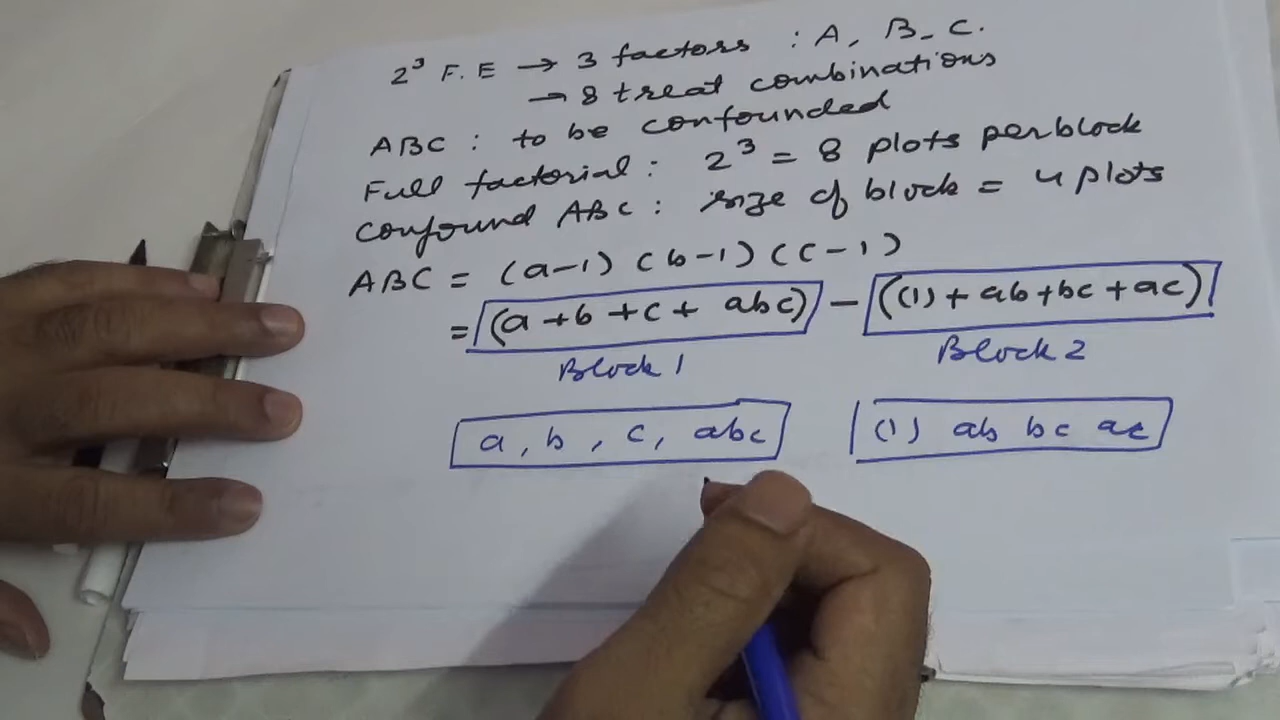 2³ F.E → 3 factors : A, B, C.
→ 8 treat combinations
ABC : to be confounded
Full factorial : 2³ = 8 plots per block
Confound ABC : size of block = 4 plots
ABC = (a-1) (b-1) (c-1)
= (a+b+c+ abc) - ((1)+ab+bc+ac)
Block 1 Block 2
a, b, c, abc (1) ab bc ac